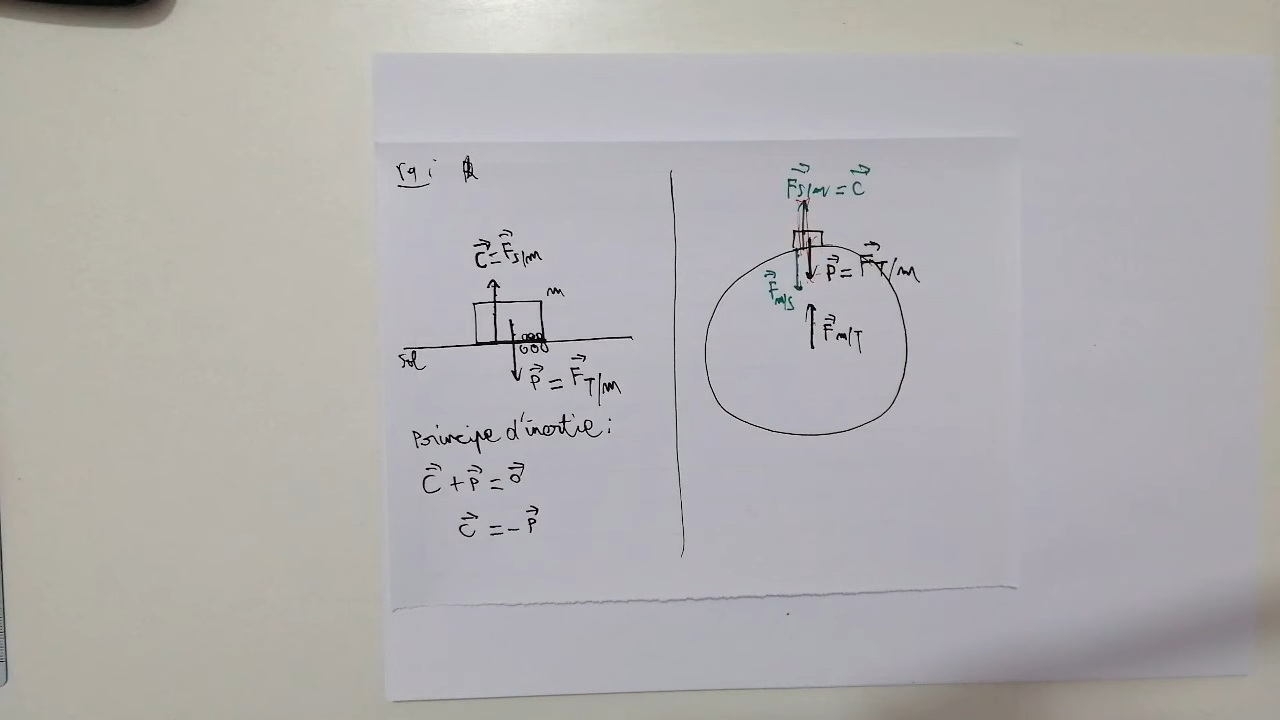 rq :
C⃗ = F⃗ S/m
m
sol
P⃗ = F⃗ T/m
Principe d'inertie :
C⃗ + P⃗ = 0⃗
C⃗ = - P⃗
F⃗ S/m = C⃗
P⃗ = F⃗ T/m
F⃗ m/S
F⃗ m/T